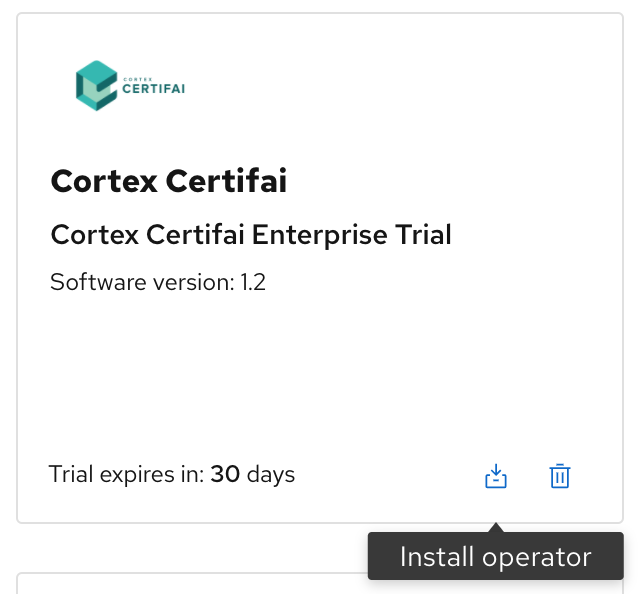 CORTEX
CERTIFAI
Cortex Certifai
Cortex Certifai Enterprise Trial
Software version: 1.2
Trial expires in: 30 days
Install operator